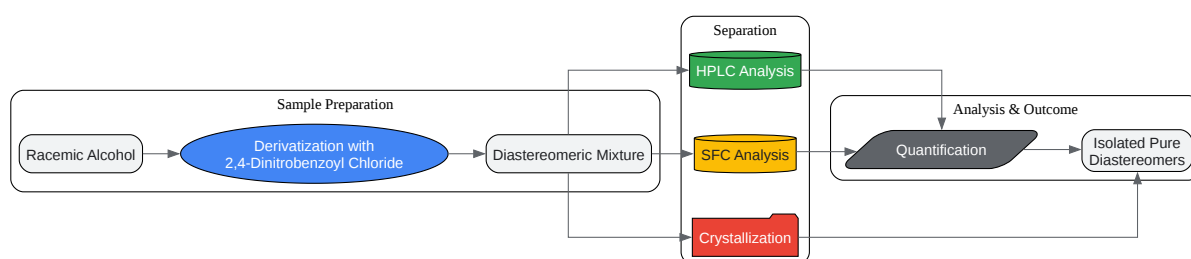 Sample Preparation
Racemic Alcohol
Derivatization with
2,4-Dinitrobenzoyl Chloride
Diastereomeric Mixture
Separation
HPLC Analysis
SFC Analysis
Crystallization
Analysis & Outcome
Quantification
Isolated Pure
Diastereomers